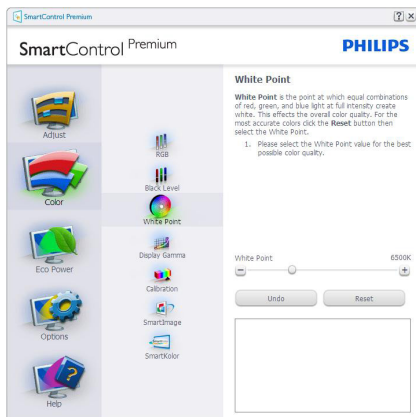 SmartControl Premium
SmartControl Premium
PHILIPS
Adjust
Color
Eco Power
Options
Help
RGB
Black Level
White Point
Display Gamma
Calibration
SmartImage
SmartKolor
White Point
White Point is the point at which equal combinations
of red, green, and blue light at full intensity create
white. This effects the overall color quality. For the
most accurate colors click the Reset button then
select the White Point.
1. Please select the White Point value for the best
possible color quality.
White Point 6500K
Undo Reset